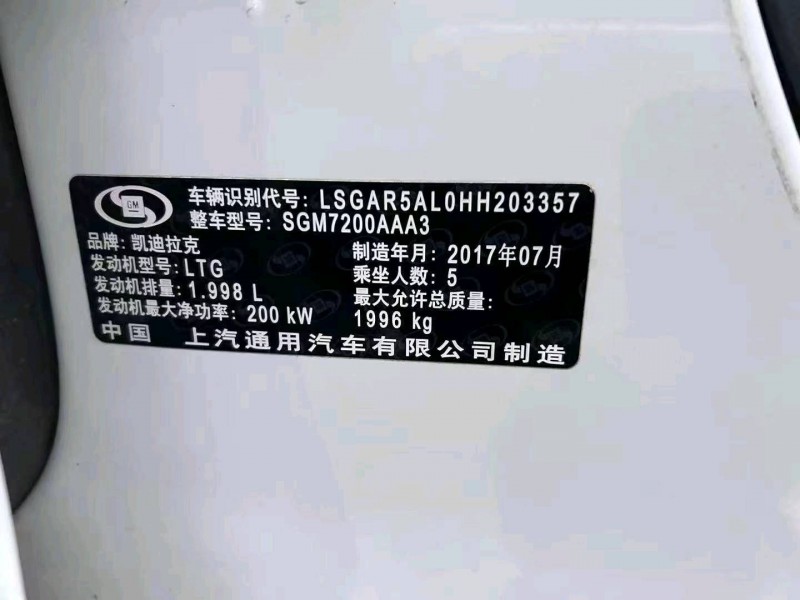 GM
车辆识别代号: LSGAR5AL0HH203357
整车型号: SGM7200AAA3
品牌: 凯迪拉克
制造年月: 2017年07月
发动机型号: LTG
乘坐人数: 5
发动机排量: 1.998 L
最大允许总质量:
发动机最大净功率: 200 kW
1996 kg
中国 上汽通用汽车有限公司制造